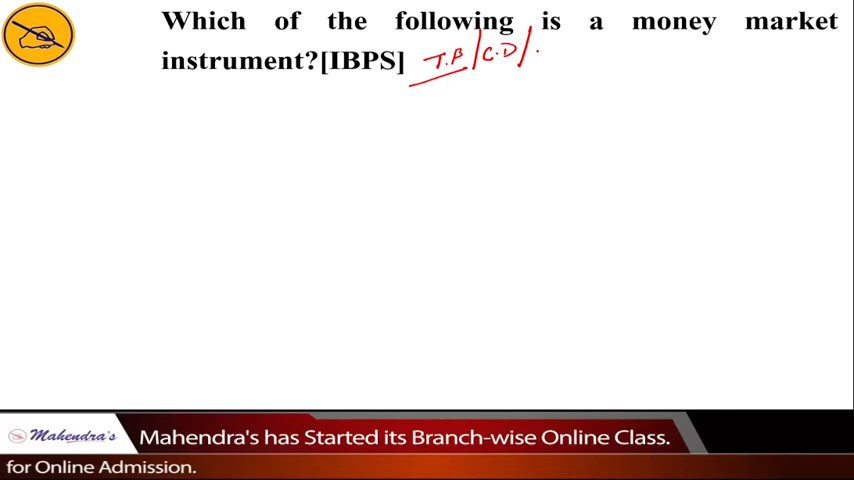 Which of the following is a money market
instrument?[IBPS] T.B/C.D/.
Mahendra's Mahendra's has Started its Branch-wise Online Class.
for Online Admission.